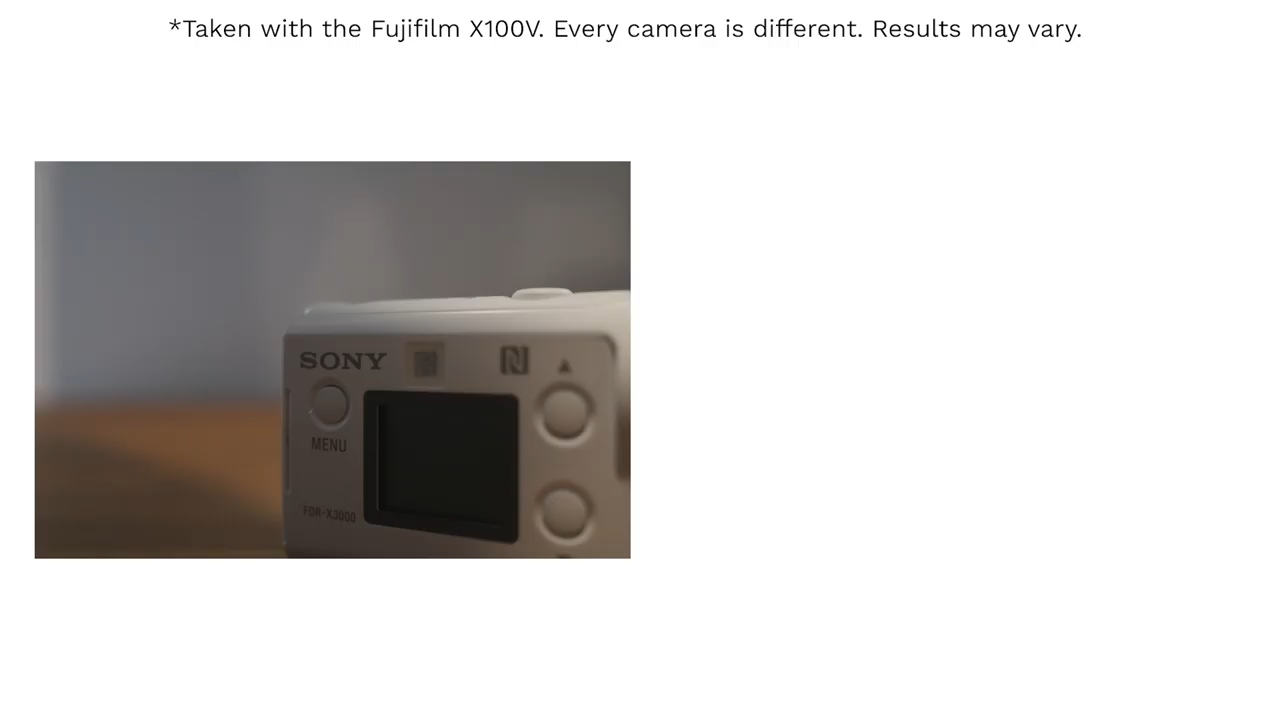 *Taken with the Fujifilm X100V. Every camera is different. Results may vary.
SONY
MENU
FDR-X3000